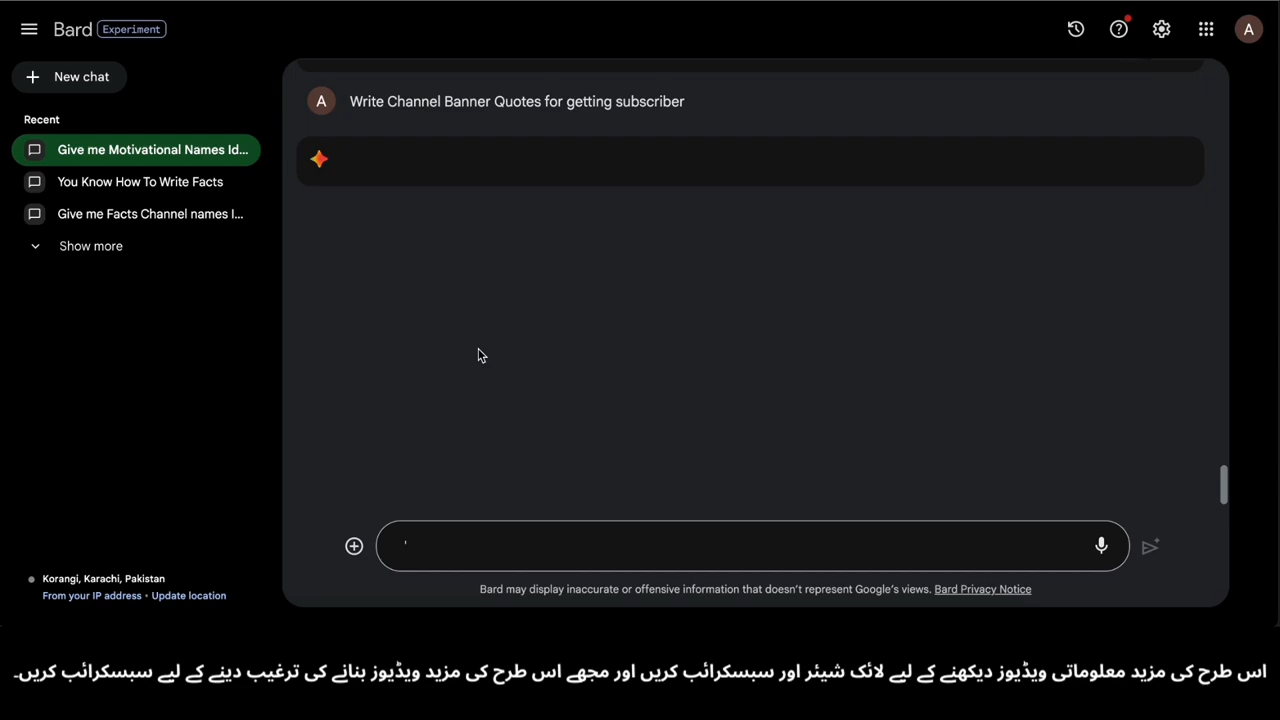 Bard Experiment
A
New chat
Recent
Give me Motivational Names Id...
You Know How To Write Facts
Give me Facts Channel names I...
Show more
Korangi, Karachi, Pakistan
From your IP address • Update location
A Write Channel Banner Quotes for getting subscriber
'
Bard may display inaccurate or offensive information that doesn't represent Google's views. Bard Privacy Notice
اس طرح کی مزید معلوماتی ویڈیوز دیکھنے کے لیے لائک شیئر اور سبسکرائب کریں اور مجھے اس طرح کی مزید ویڈیوز بنانے کی ترغیب دینے کے لیے سبسکرائب کریں۔